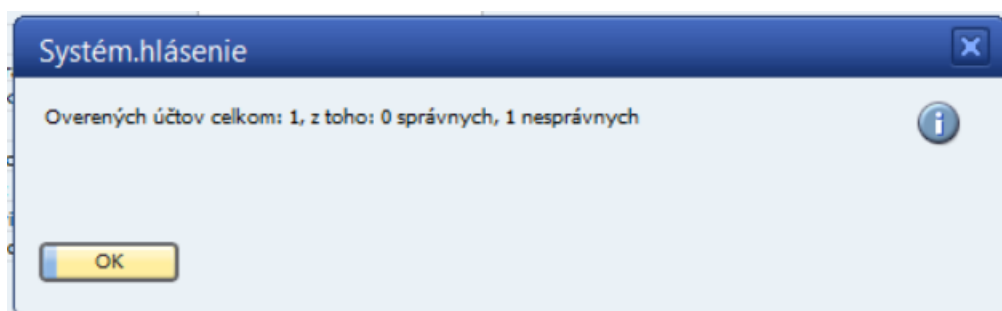 Systém.hlásenie
Overených účtov celkom: 1, z toho: 0 správnych, 1 nesprávnych
OK